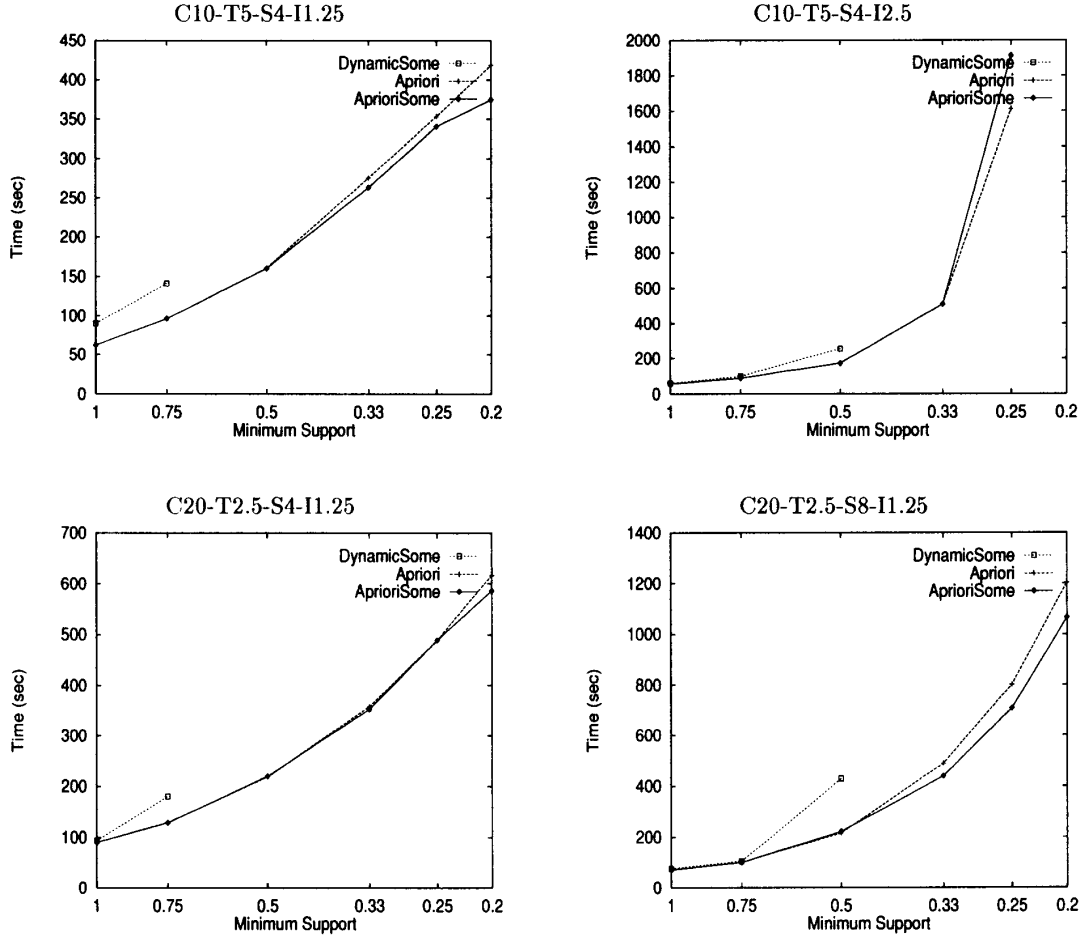 C10-T5-S4-I1.25
450
400
350
300
250
200
150
100
50
0
Time (sec)
DynamicSome
Apriori
AprioriSome
1 0.75 0.5 0.33 0.25 0.2
Minimum Support
C10-T5-S4-I2.5
2000
1800
1600
1400
1200
1000
800
600
400
200
0
Time (sec)
DynamicSome
Apriori
AprioriSome
1 0.75 0.5 0.33 0.25 0.2
Minimum Support
C20-T2.5-S4-I1.25
700
600
500
400
300
200
100
0
Time (sec)
DynamicSome
Apriori
AprioriSome
1 0.75 0.5 0.33 0.25 0.2
Minimum Support
C20-T2.5-S8-I1.25
1400
1200
1000
800
600
400
200
0
Time (sec)
DynamicSome
Apriori
AprioriSome
1 0.75 0.5 0.33 0.25 0.2
Minimum Support